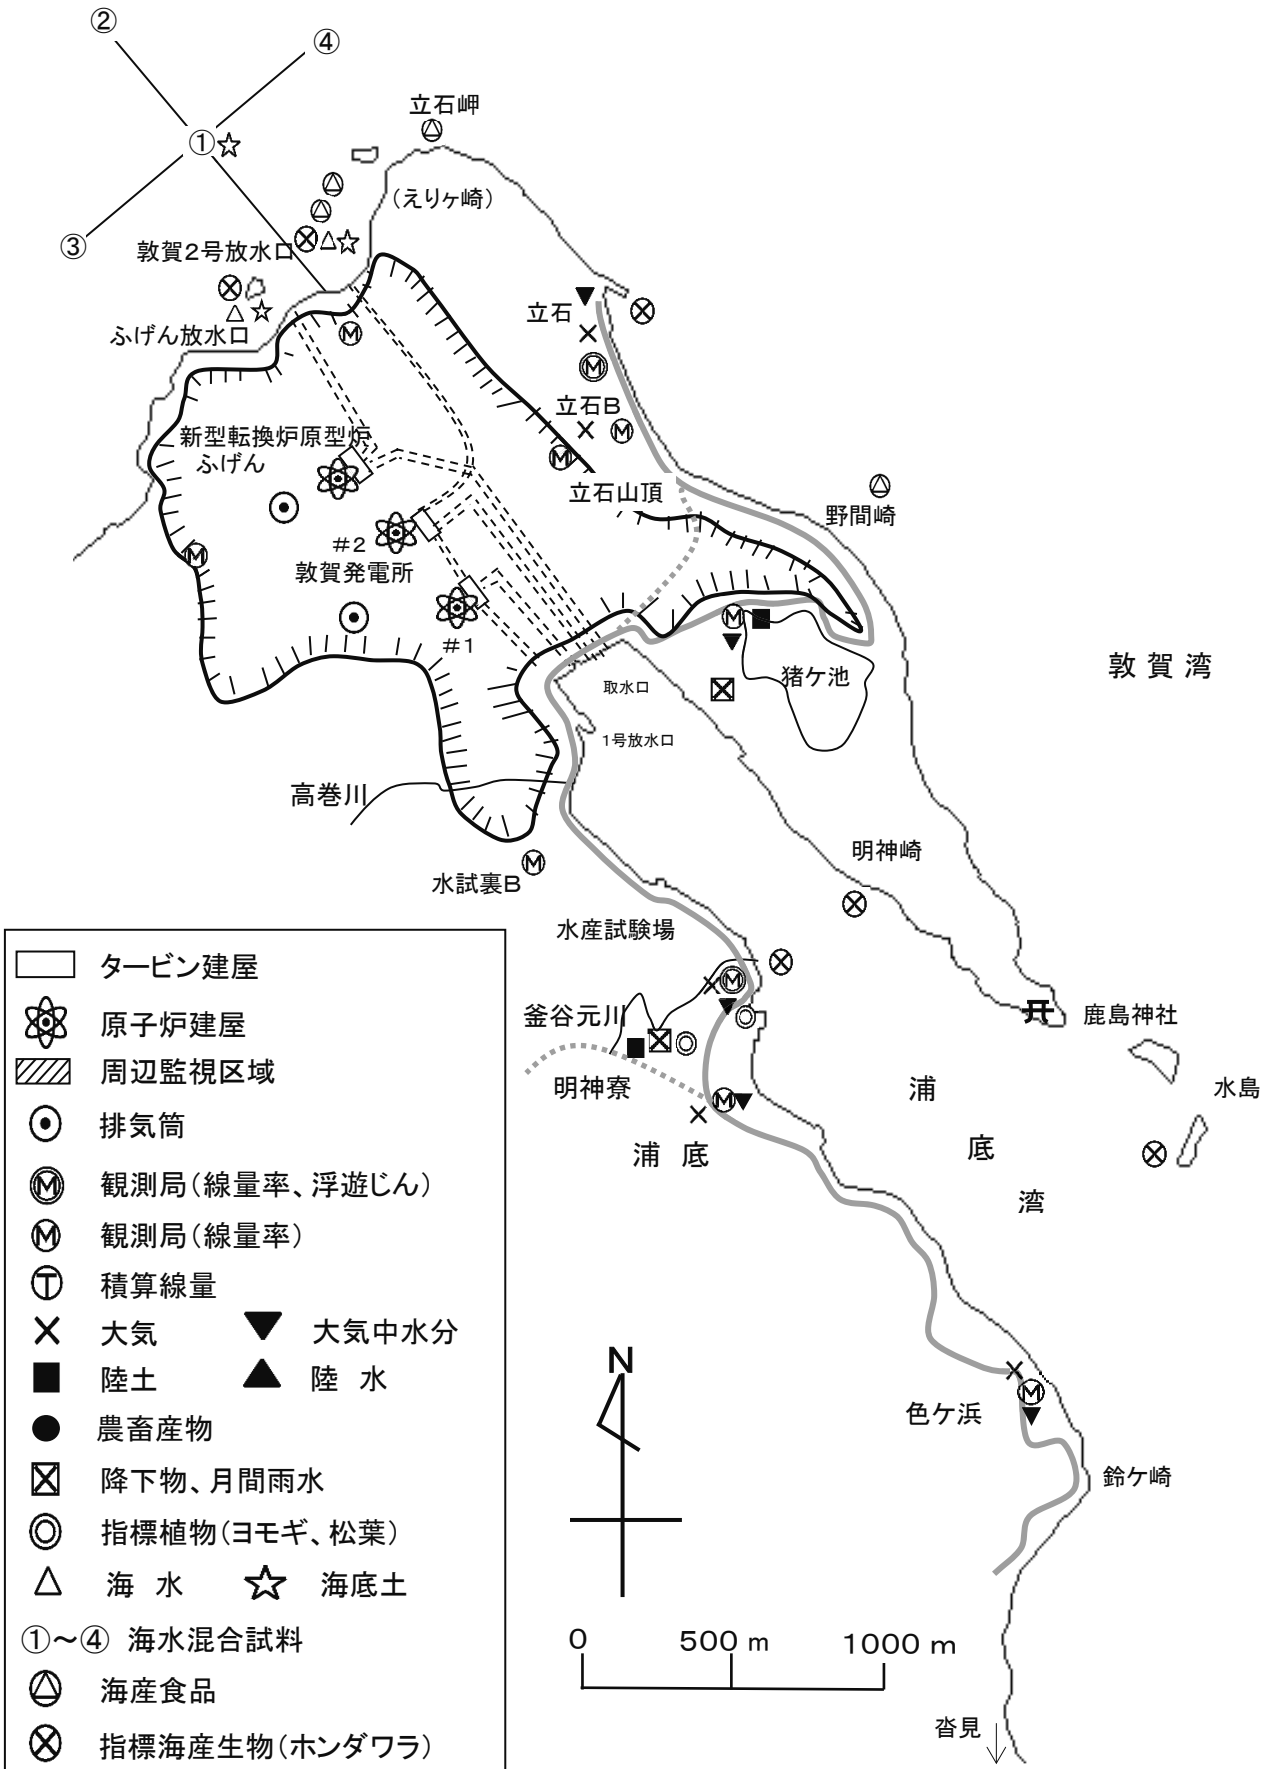 ②
④
立石岬
①
(えりヶ崎)
③
敦賀2号放水口
立石
ふげん放水口
M
M
立石B
M
新型転換炉原型炉
ふげん
M
立石山頂
野間崎
#2
敦賀発電所
M
#1
M
敦賀湾
猪ケ池
取水口
1号放水口
高巻川
明神崎
水試裏B
M
水産試験場
M
釜谷元川
鹿島神社
明神寮
M
浦底
水島
浦
底
湾
タービン建屋
原子炉建屋
周辺監視区域
排気筒
M 観測局(線量率、浮遊じん)
M 観測局(線量率)
T 積算線量
大気
大気中水分
陸土
陸 水
農畜産物
降下物、月間雨水
指標植物(ヨモギ、松葉)
海 水
海底土
①～④ 海水混合試料
海産食品
指標海産生物(ホンダワラ)
N
M
色ケ浜
鈴ケ崎
0 500 m 1000 m
沓見